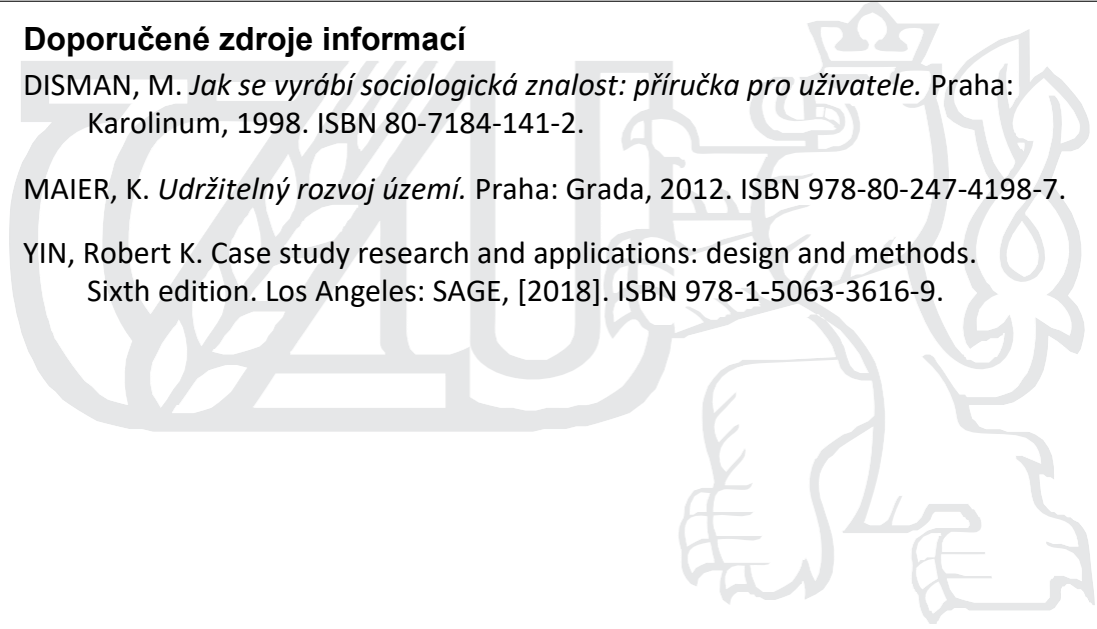 Doporučené zdroje informací
DISMAN, M. Jak se vyrábí sociologická znalost: příručka pro uživatele. Praha:
Karolinum, 1998. ISBN 80-7184-141-2.
MAIER, K. Udržitelný rozvoj území. Praha: Grada, 2012. ISBN 978-80-247-4198-7.
YIN, Robert K. Case study research and applications: design and methods.
Sixth edition. Los Angeles: SAGE, [2018]. ISBN 978-1-5063-3616-9.